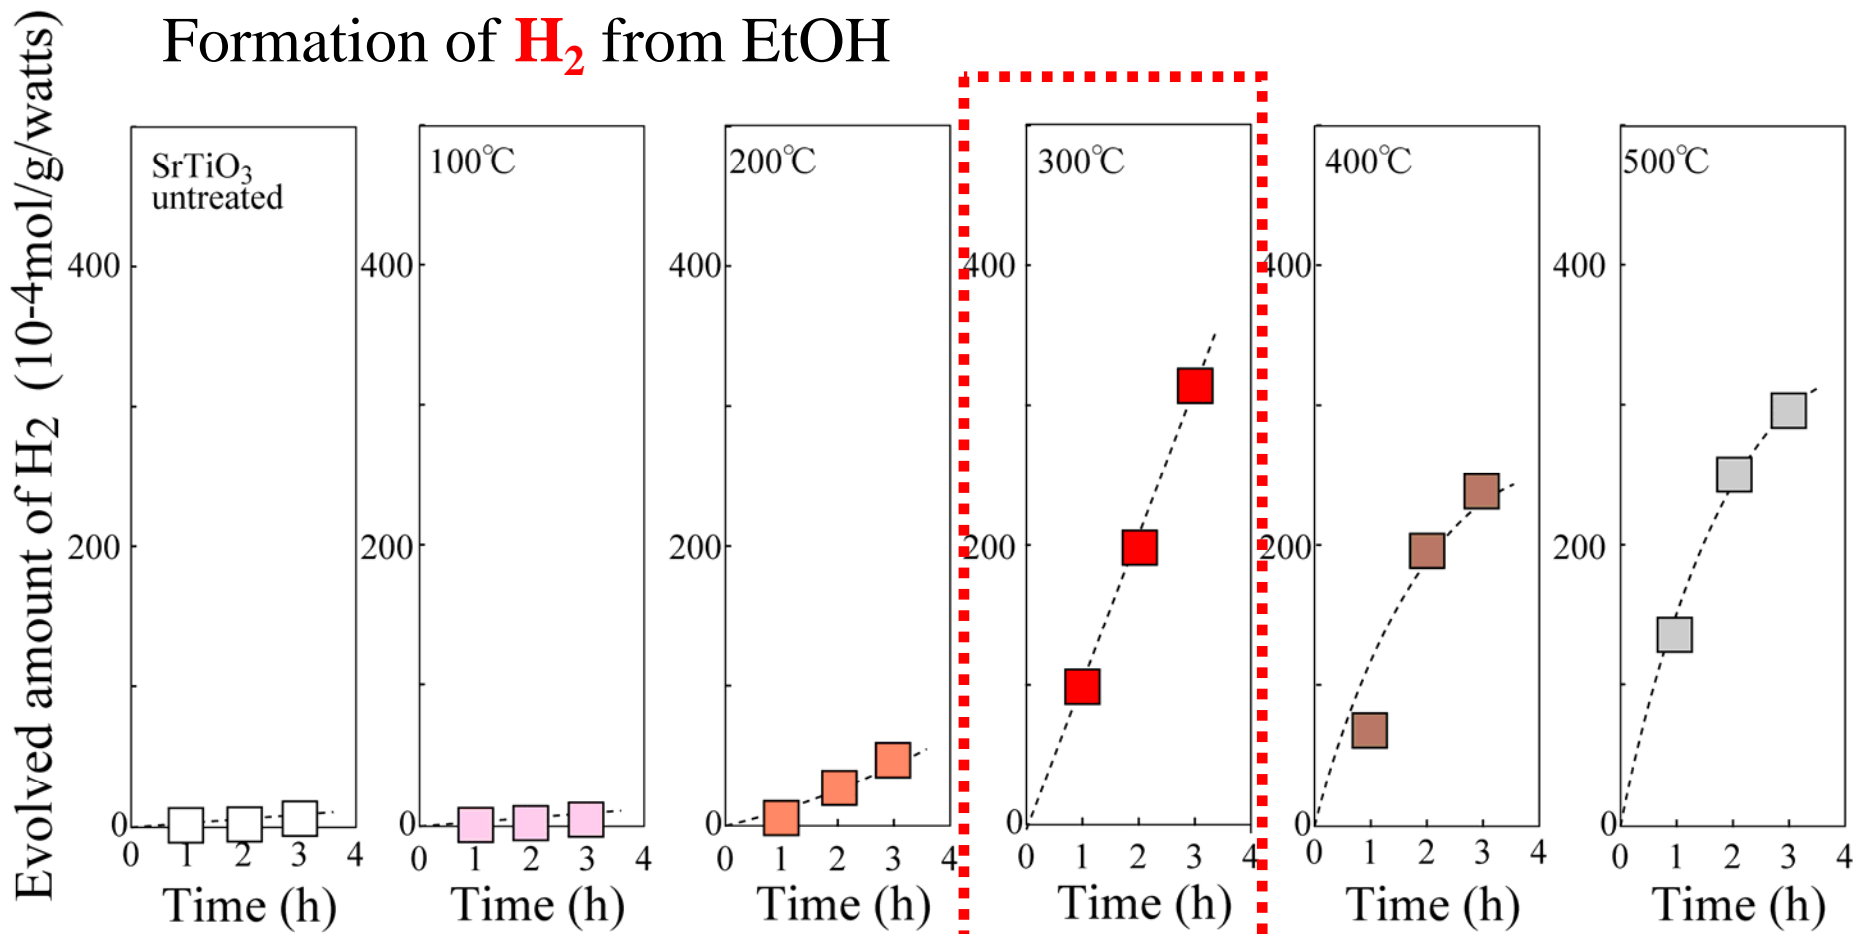 Formation of H2 from EtOH
Evolved amount of H2 (10-4mol/g/watts)
SrTiO3
untreated
400
200
0
0 1 2 3 4
Time (h)
100℃
400
200
0
0 1 2 3 4
Time (h)
200℃
400
200
0
0 1 2 3 4
Time (h)
300℃
400
200
0
0 1 2 3 4
Time (h)
400℃
400
200
0
0 1 2 3 4
Time (h)
500℃
400
200
0
0 1 2 3 4
Time (h)